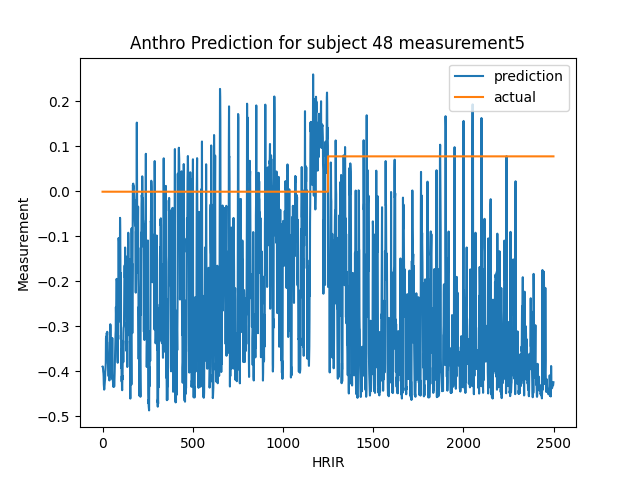 Anthro Prediction for subject 48 measurement5
prediction
actual
0.2
0.1
0.0
−0.1
−0.2
−0.3
−0.4
−0.5
Measurement
0
500
1000
1500
2000
2500
HRIR